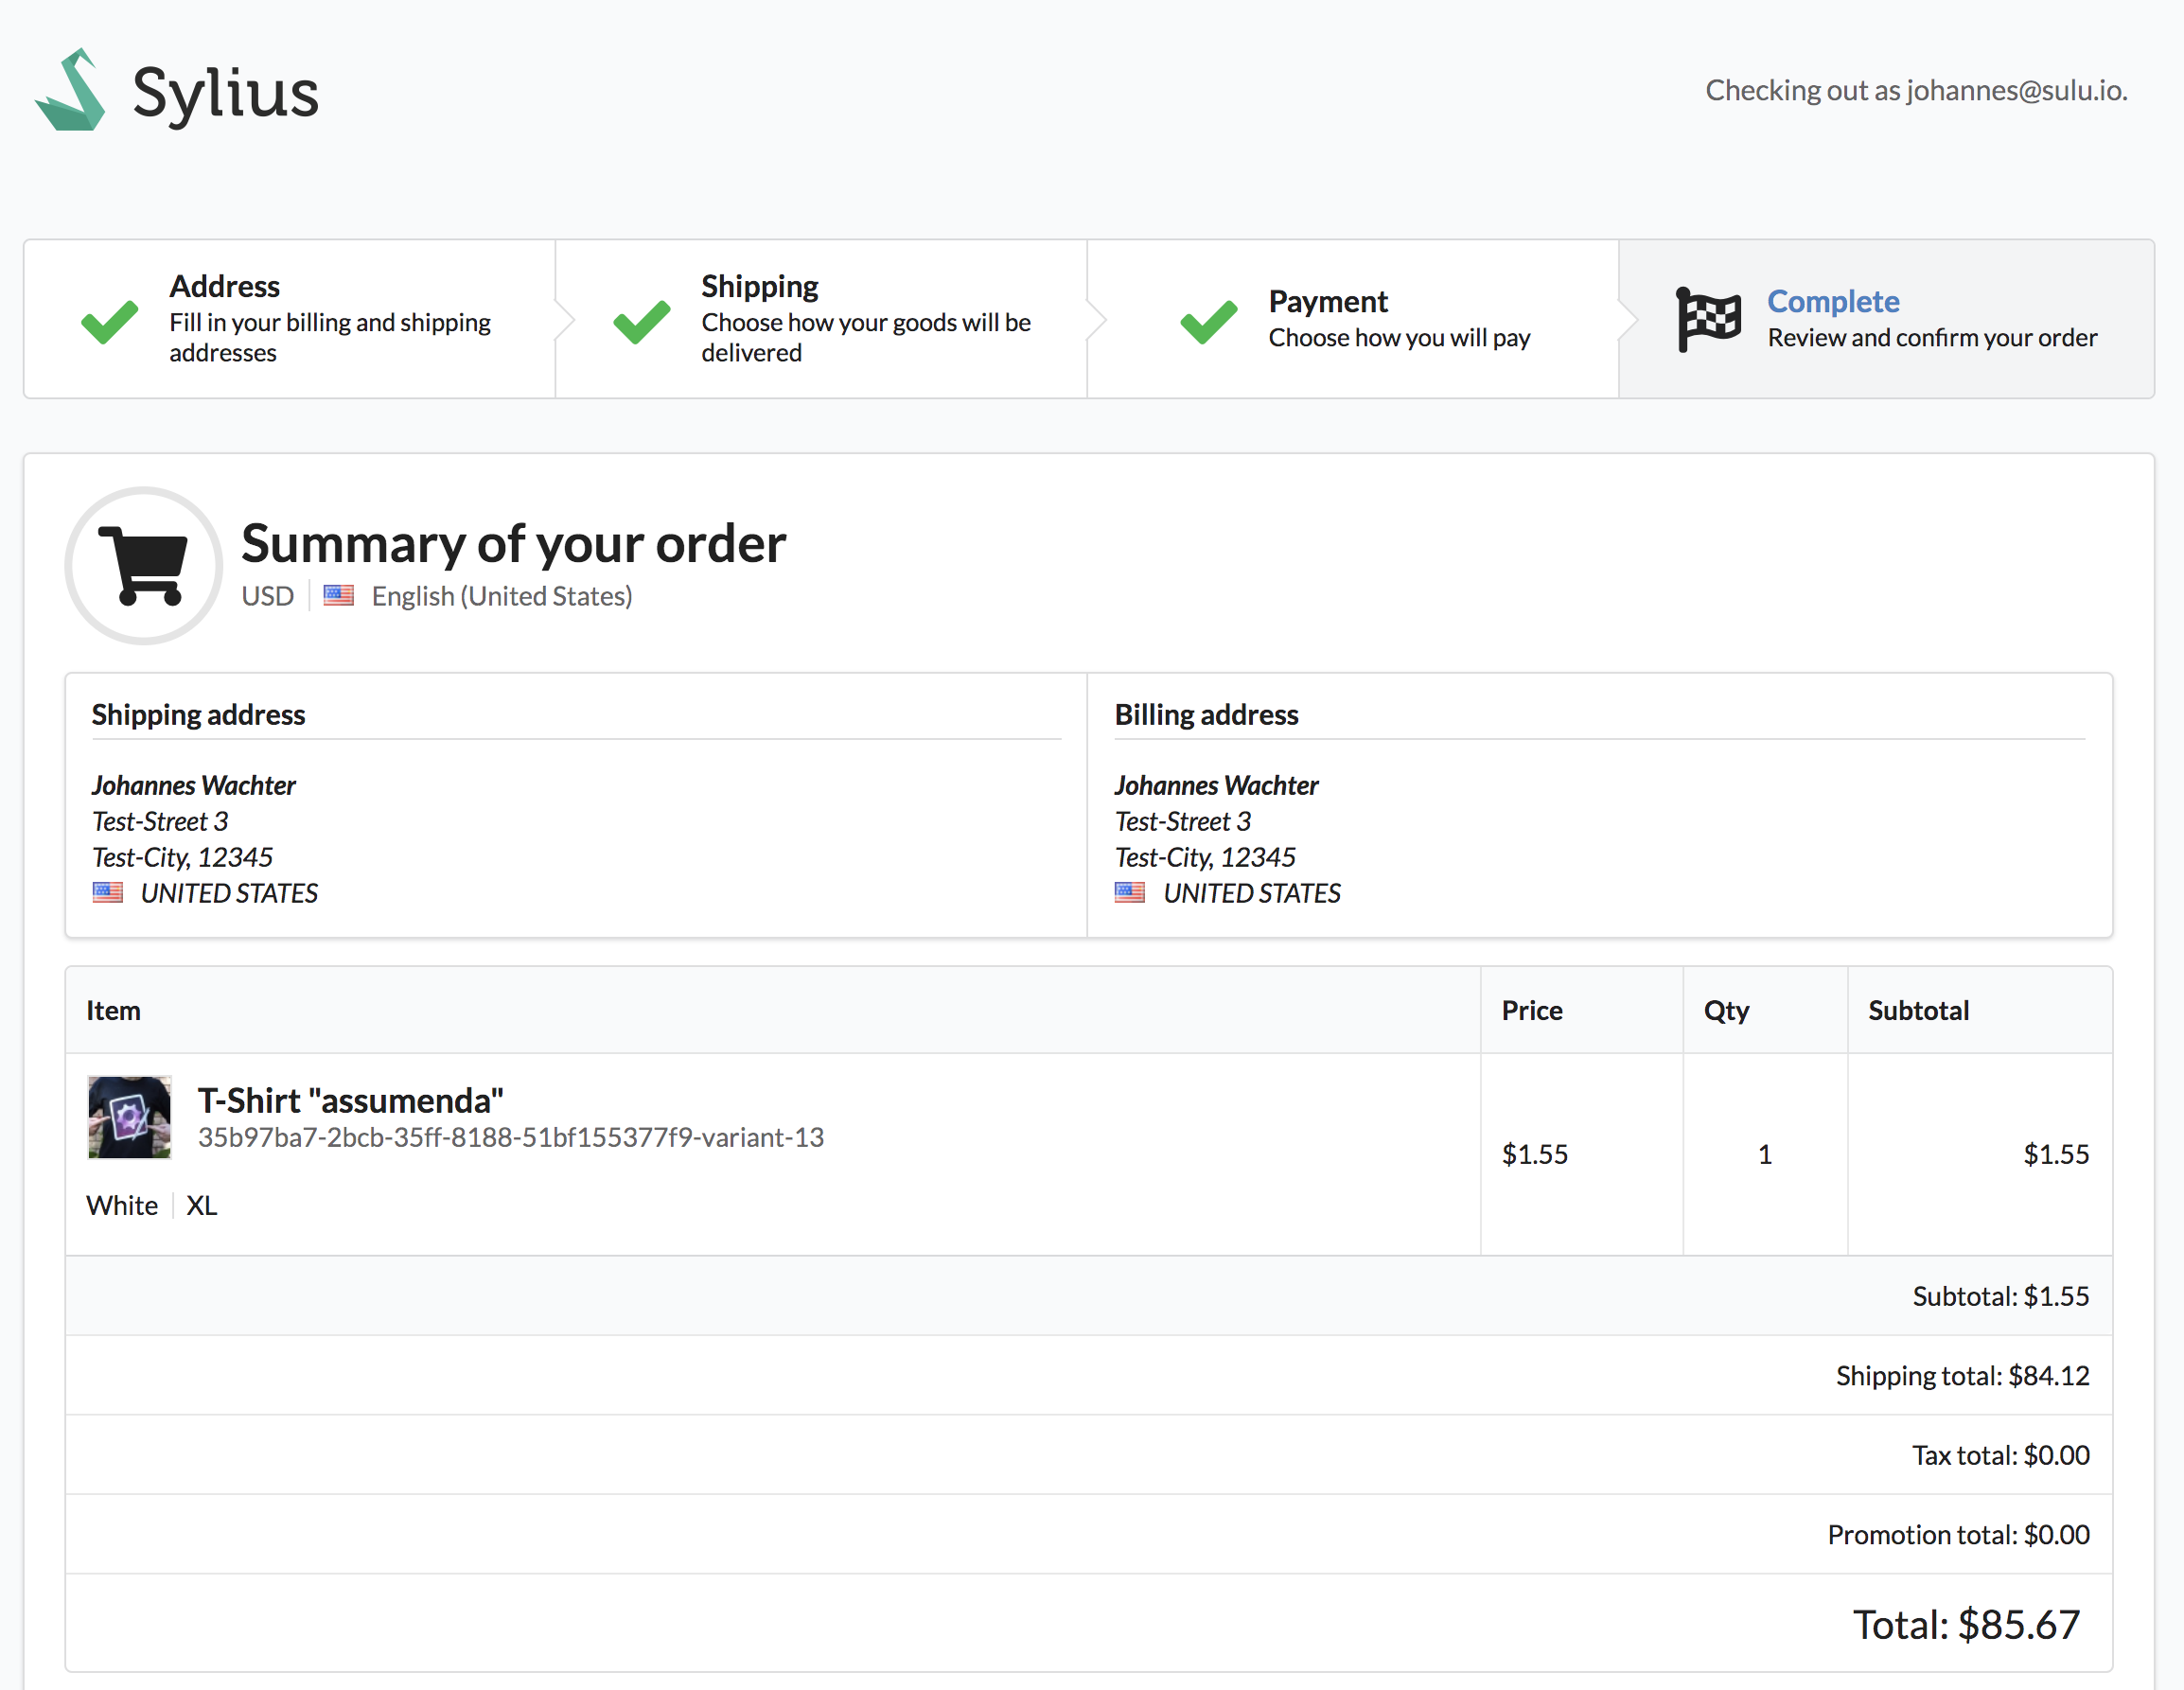 Sylius
Checking out as johannes@sulu.io.
Address
Fill in your billing and shipping
addresses
Shipping
Choose how your goods will be
delivered
Payment
Choose how you will pay
Complete
Review and confirm your order
Summary of your order
USD English (United States)
Shipping address
Johannes Wachter
Test-Street 3
Test-City, 12345
UNITED STATES
Billing address
Johannes Wachter
Test-Street 3
Test-City, 12345
UNITED STATES
Item Price Qty Subtotal
T-Shirt "assumenda"
35b97ba7-2bcb-35ff-8188-51bf155377f9-variant-13
$1.55 1 $1.55
White XL
Subtotal: $1.55
Shipping total: $84.12
Tax total: $0.00
Promotion total: $0.00
Total: $85.67